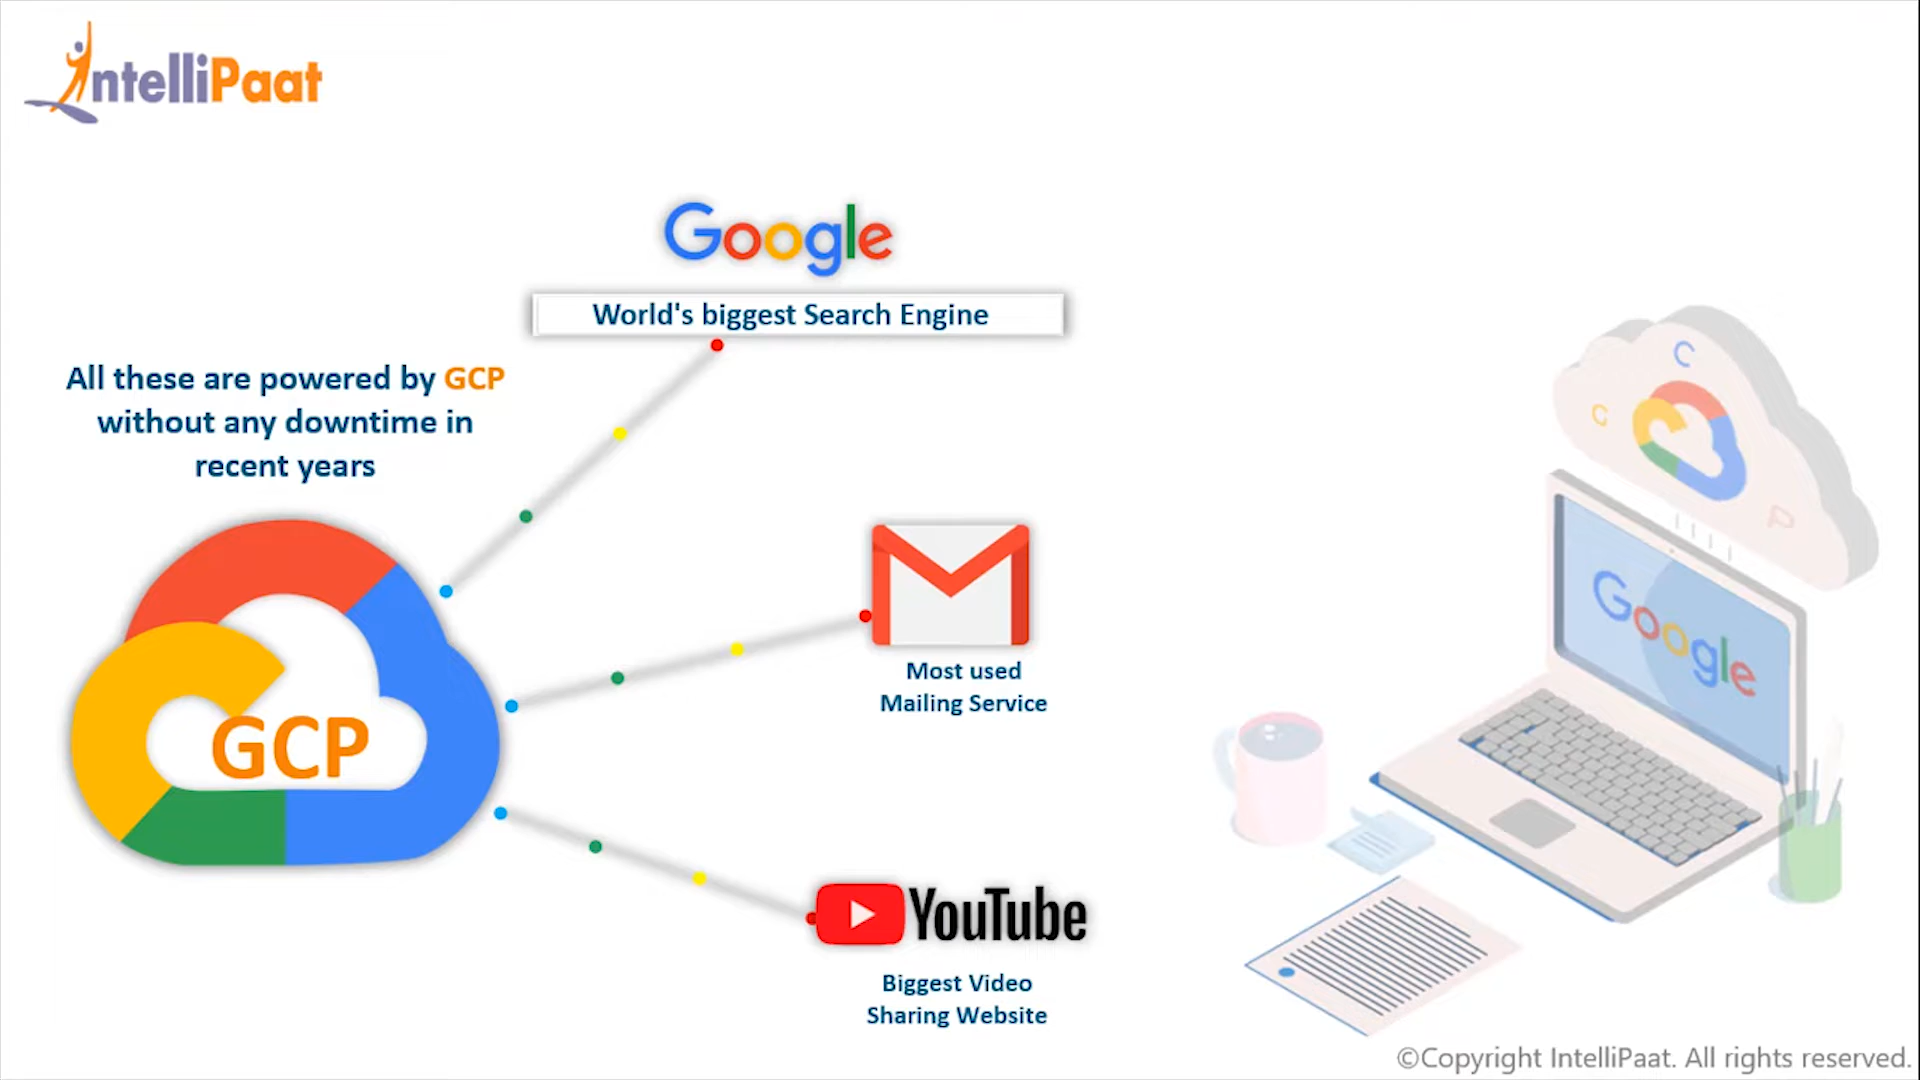 IntelliPaat
Google
World's biggest Search Engine
All these are powered by GCP
without any downtime in
recent years
GCP
Most used
Mailing Service
YouTube
Biggest Video
Sharing Website
C
G
P
Google
©Copyright IntelliPaat. All rights reserved.